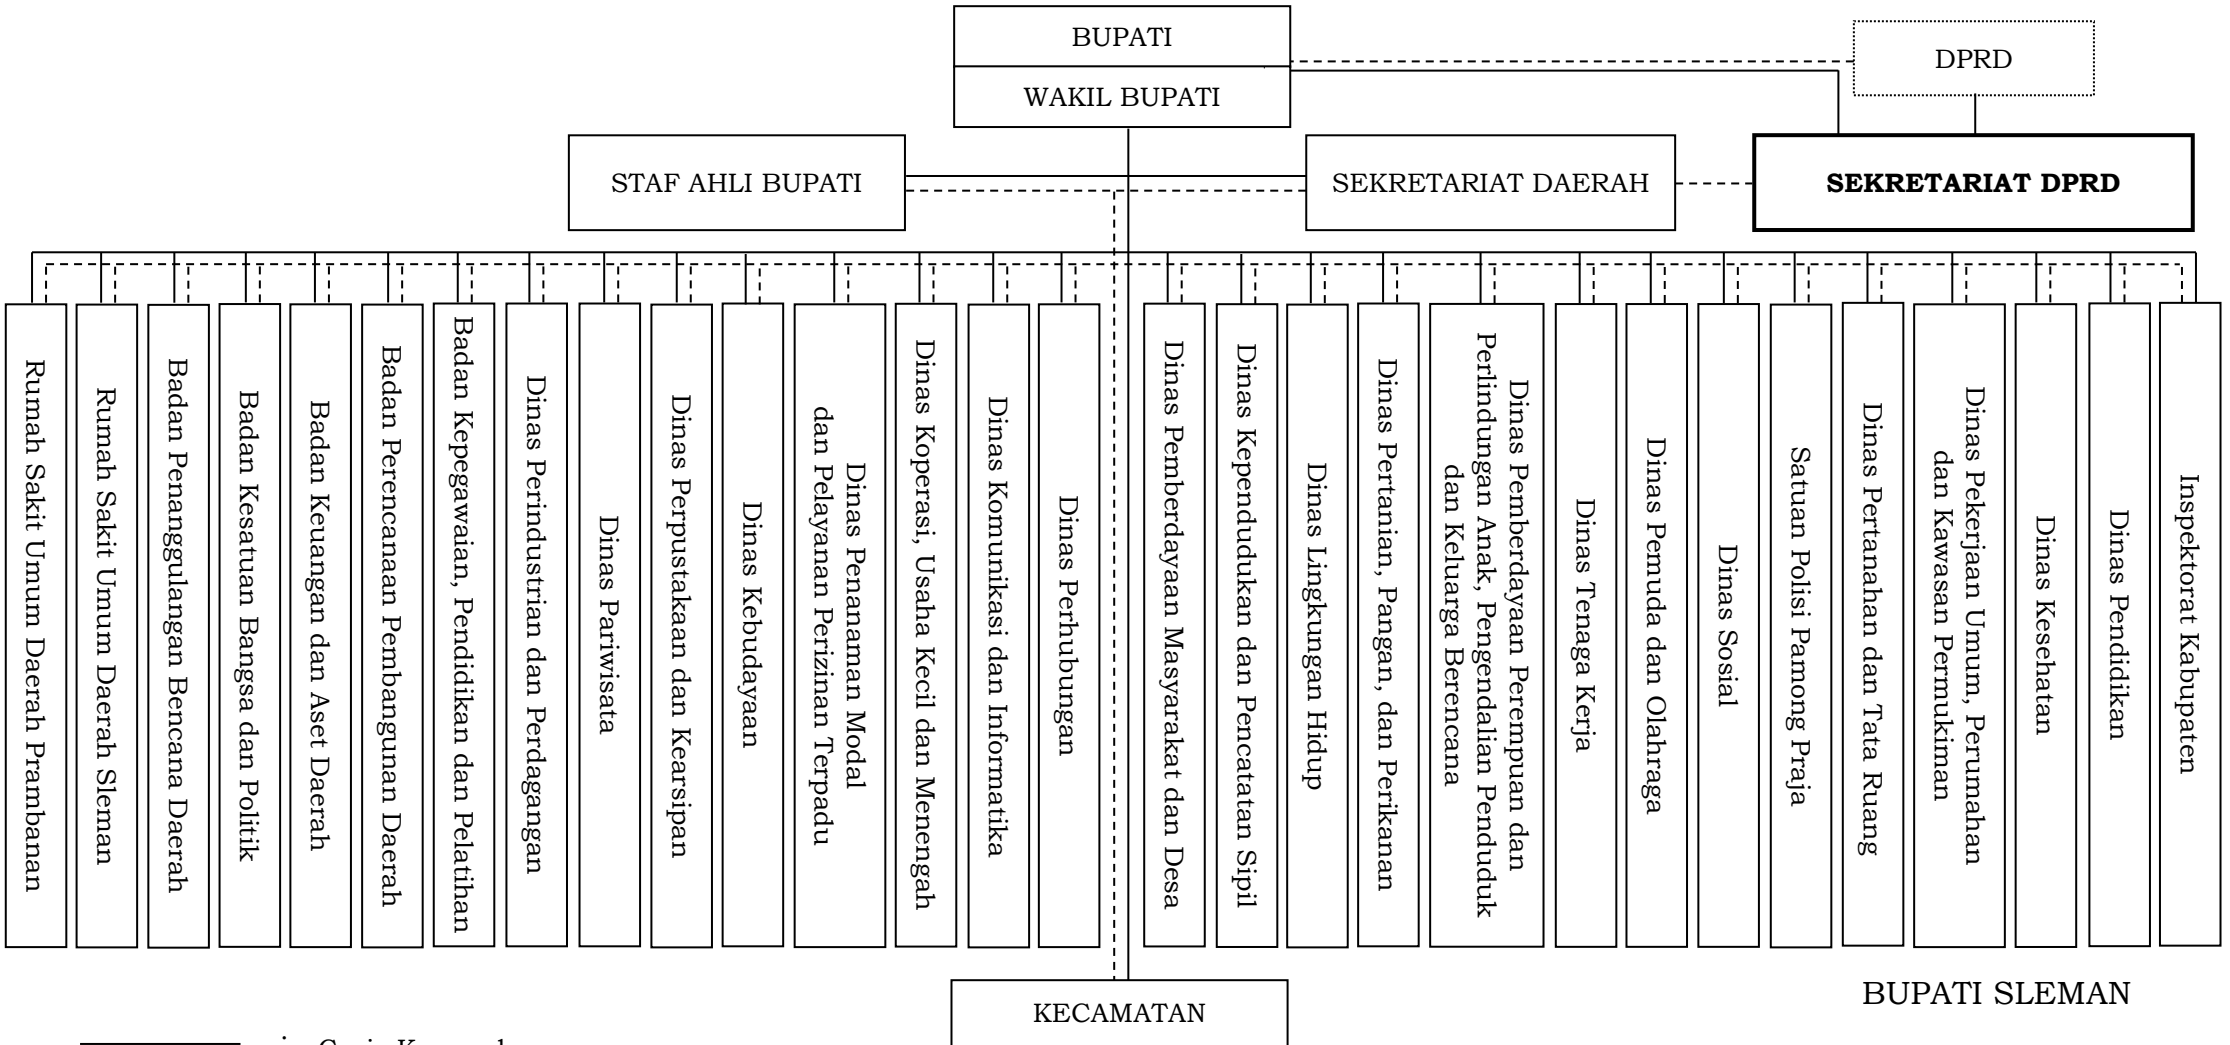 BUPATI
WAKIL BUPATI
DPRD
STAF AHLI BUPATI
SEKRETARIAT DAERAH
SEKRETARIAT DPRD
Rumah Sakit Umum Daerah Prambanan
Rumah Sakit Umum Daerah Sleman
Badan Penanggulangan Bencana Daerah
Badan Kesatuan Bangsa dan Politik
Badan Keuangan dan Aset Daerah
Badan Perencanaan Pembangunan Daerah
Badan Kepegawaian, Pendidikan dan Pelatihan
Dinas Perindustrian dan Perdagangan
Dinas Pariwisata
Dinas Perpustakaan dan Kearsipan
Dinas Kebudayaan
Dinas Penanaman Modal
dan Pelayanan Perizinan Terpadu
Dinas Koperasi, Usaha Kecil dan Menengah
Dinas Komunikasi dan Informatika
Dinas Perhubungan
Dinas Pemberdayaan Masyarakat dan Desa
Dinas Kependudukan dan Pencatatan Sipil
Dinas Lingkungan Hidup
Dinas Pertanian, Pangan, dan Perikanan
Dinas Pemberdayaan Perempuan dan
Perlindungan Anak, Pengendalian Penduduk
dan Keluarga Berencana
Dinas Tenaga Kerja
Dinas Pemuda dan Olahraga
Dinas Sosial
Satuan Polisi Pamong Praja
Dinas Pertanahan dan Tata Ruang
Dinas Pekerjaan Umum, Perumahan
dan Kawasan Permukiman
Dinas Kesehatan
Dinas Pendidikan
Inspektorat Kabupaten
BUPATI SLEMAN
KECAMATAN